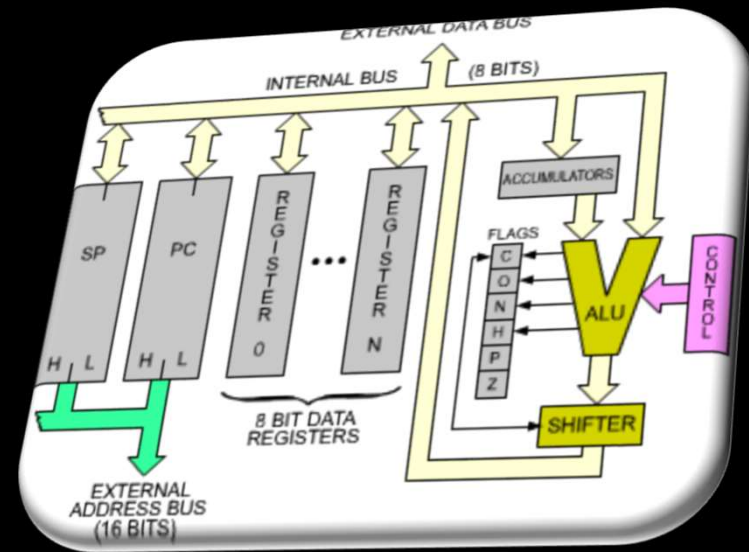 EXTERNAL DATA BUS
INTERNAL BUS (8 BITS)
ACCUMULATORS
SP
PC
REGISTER 0
...
REGISTER N
FLAGS
C
O
N
H
P
Z
ALU
CONTROL
H L
H L
SHIFTER
8 BIT DATA
REGISTERS
EXTERNAL
ADDRESS BUS
(16 BITS)